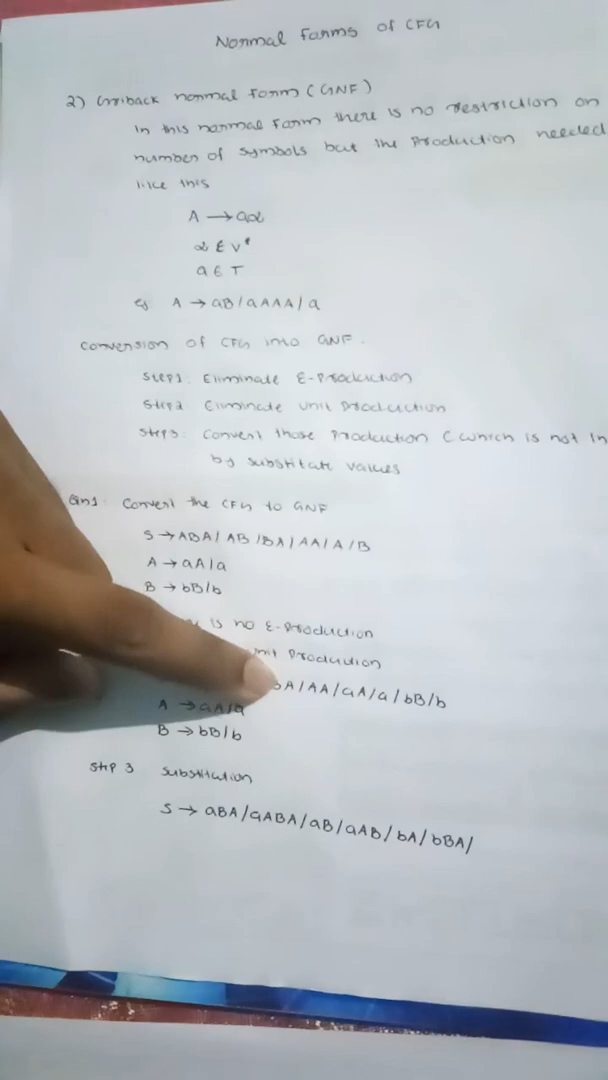 Normal Forms of CFG
2) Griback normal form (GNF)
In this normal form there is no restriction on
number of symbols but the production needed
like this
A → aα
α ∈ V*
a ∈ T
eg A → aB/aAAA/a
Conversion of CFG into GNF.
Step1: Eliminate ε-Production
Step2: Eliminate unit production
Step3: Convert those production (which is not in
by substitute values
Qn1: Convert the CFG to GNF
S → ABA/AB/BA/AA/A/B
A → aA/a
B → bB/b
is no ε-production
unit production
BA/AA/aA/a/bB/b
A → aA/a
B → bB/b
Step 3 Substitution
S → aBA/aABA/aB/aAB/bA/bBA/